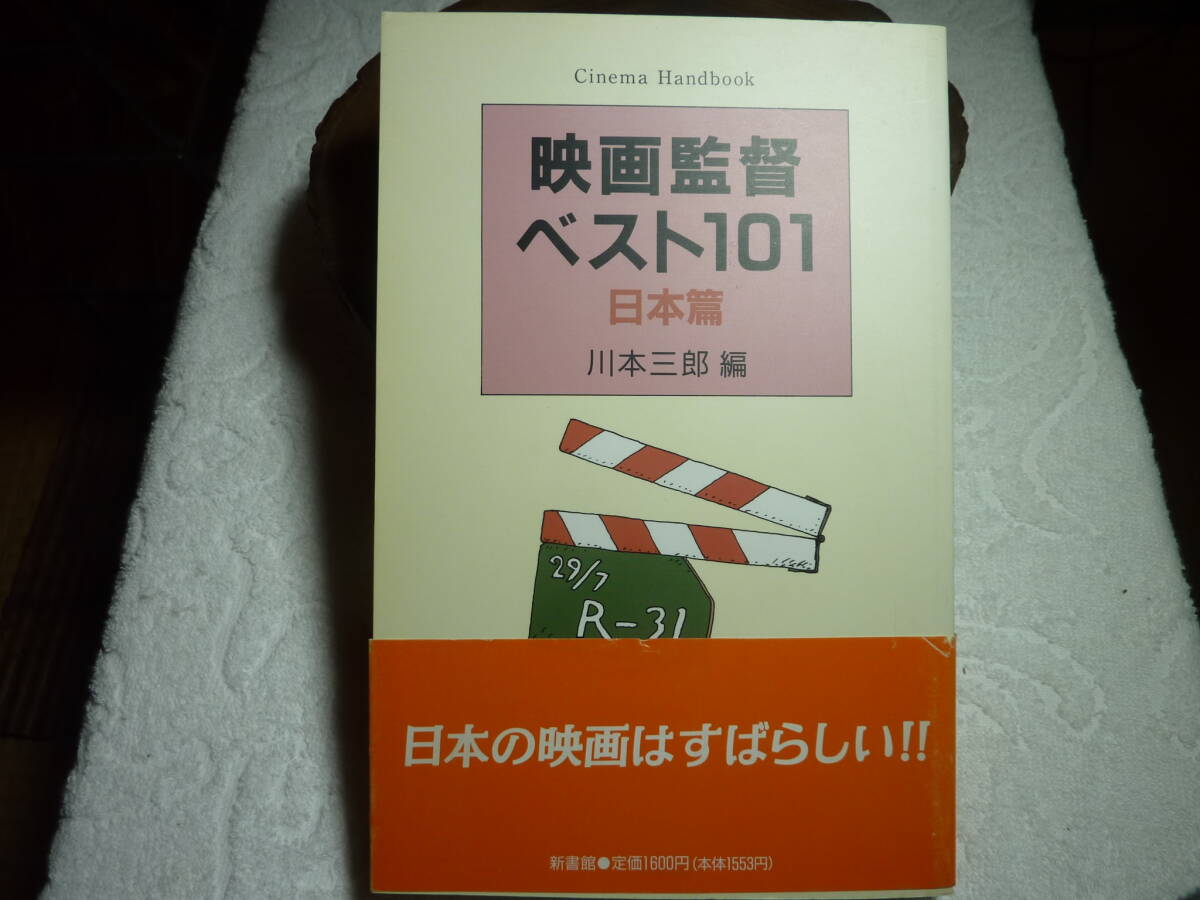 Cinema Handbook
映画監督
ベスト101
日本篇
川本三郎 編
29/7
R-31
日本の映画はすばらしい!!
新書館●定価1600円(本体1553円)